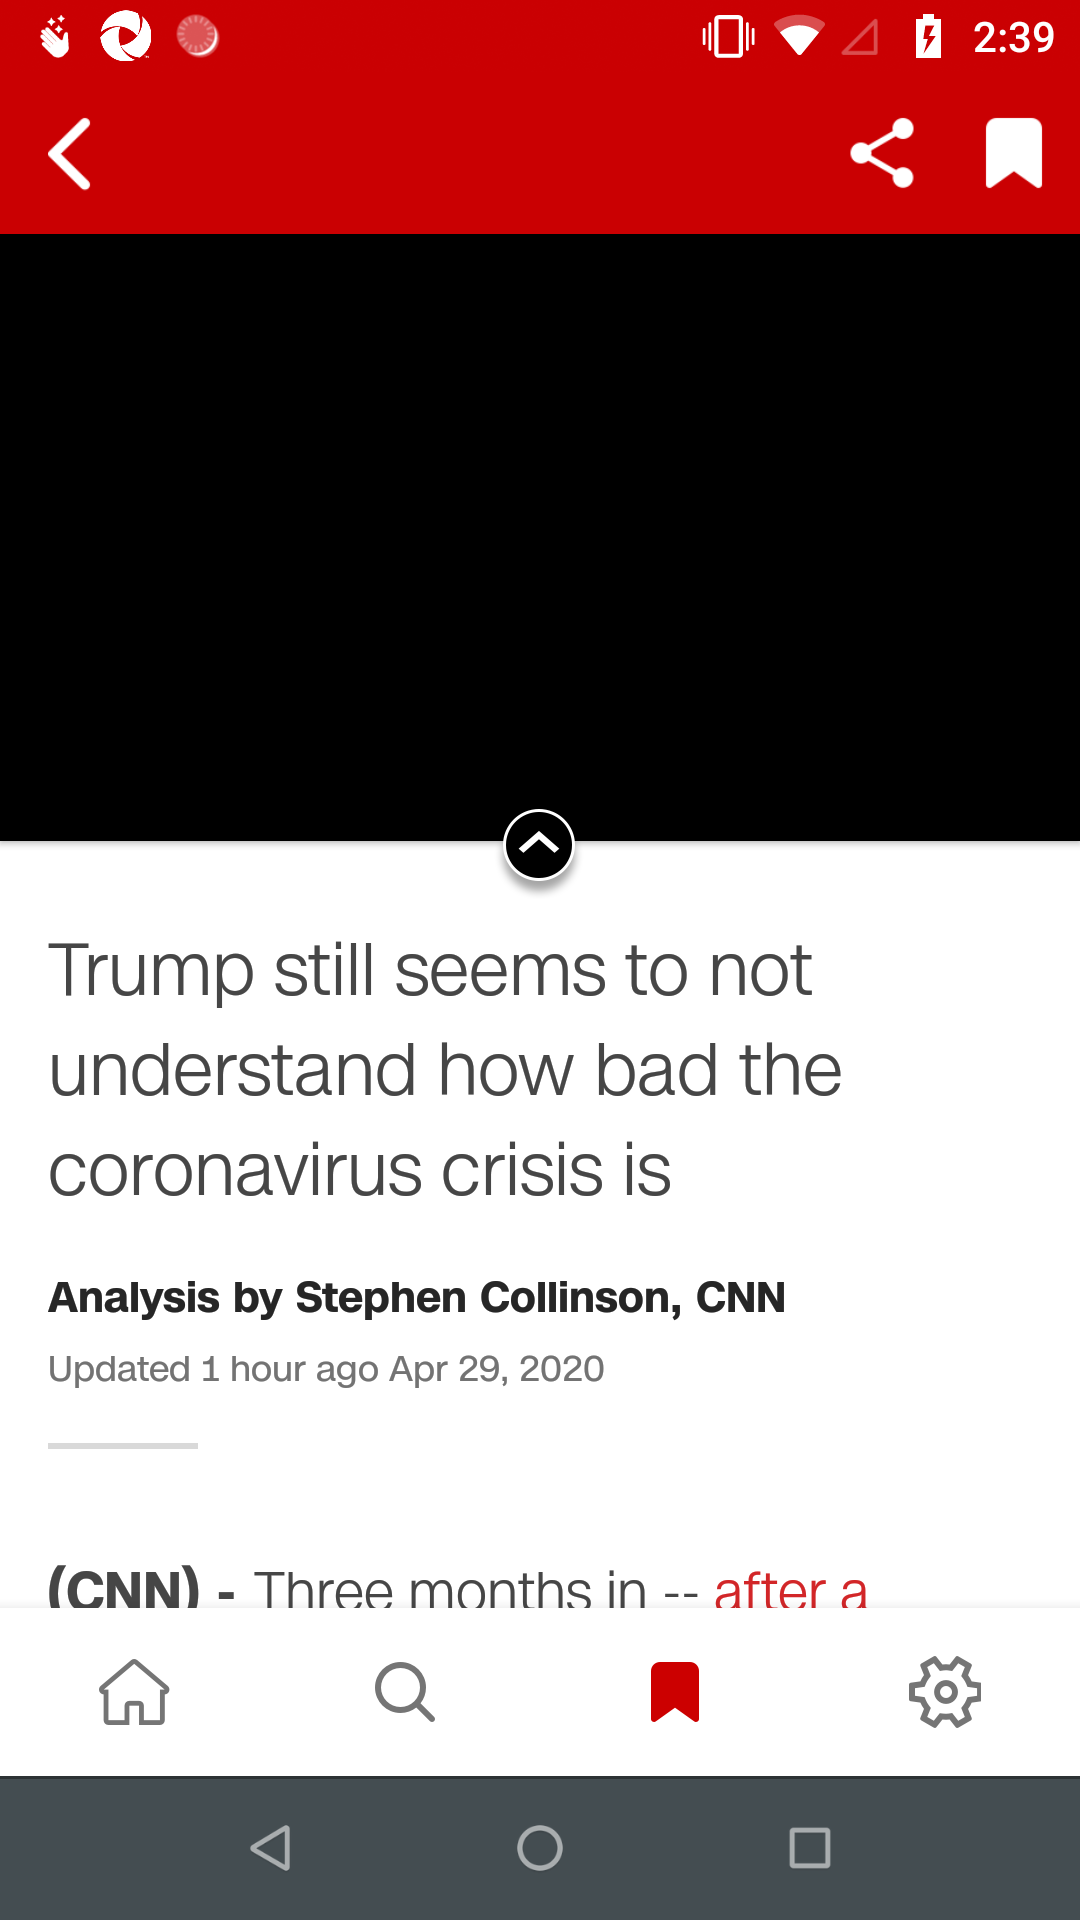 2:39
Trump still seems to not
understand how bad the
coronavirus crisis is
Analysis by Stephen Collinson, CNN
Updated 1 hour ago Apr 29, 2020
(CNN) - Three months in -- after a